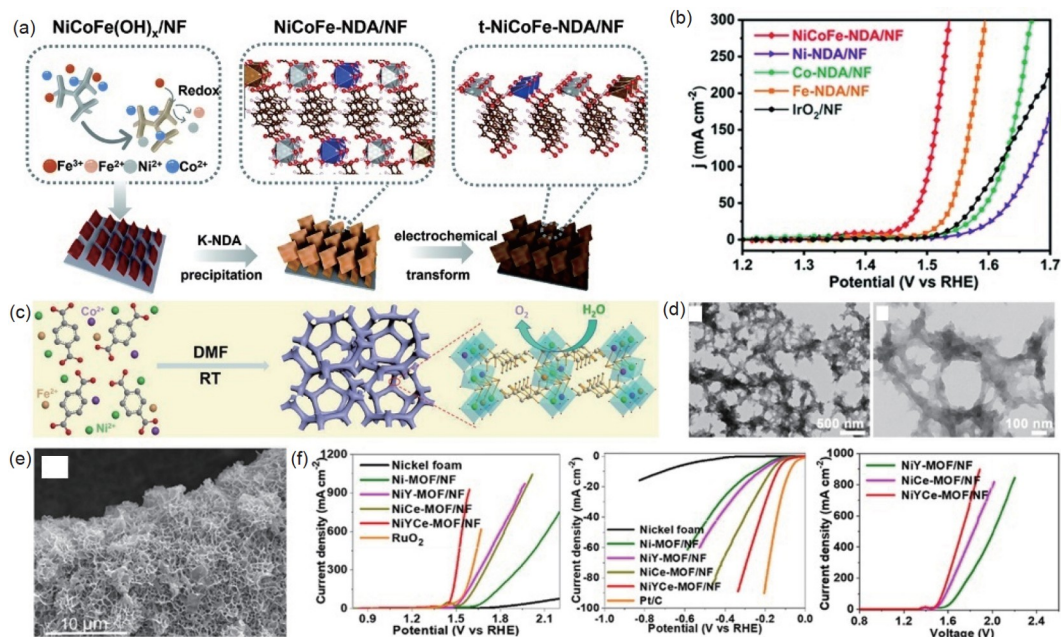 (a)
NiCoFe(OH)x/NF
NiCoFe-NDA/NF
t-NiCoFe-NDA/NF
Redox
Fe³⁺ Fe²⁺ Ni²⁺ Co²⁺
K-NDA
precipitation
electrochemical
transform
(b)
300
250
200
150
100
50
0
j (mA cm⁻²)
NiCoFe-NDA/NF
Ni-NDA/NF
Co-NDA/NF
Fe-NDA/NF
IrO₂/NF
1.2 1.3 1.4 1.5 1.6 1.7
Potential (V vs RHE)
(c)
Co²⁺
Fe²⁺
Ni²⁺
DMF
RT
O₂
H₂O
(d)
100 nm
(e)
10 μm
(f)
1200
900
600
300
0
Current density (mA cm⁻²)
Nickel foam
Ni-MOF/NF
NiY-MOF/NF
NiCe-MOF/NF
NiYCe-MOF/NF
RuO₂
0.9 1.2 1.5 1.8 2.1
Potential (V vs RHE)
0
-20
-40
-60
-80
-100
Current density (mA cm⁻²)
Nickel foam
Ni-MOF/NF
NiY-MOF/NF
NiCe-MOF/NF
NiYCe-MOF/NF
Pt/C
-1.0 -0.8 -0.6 -0.4 -0.2 0.0
Potential (V vs RHE)
1000
800
600
400
200
0
Current density (mA cm⁻²)
NiY-MOF/NF
NiCe-MOF/NF
NiYCe-MOF/NF
0.8 1.2 1.6 2.0 2.4
Voltage (V)